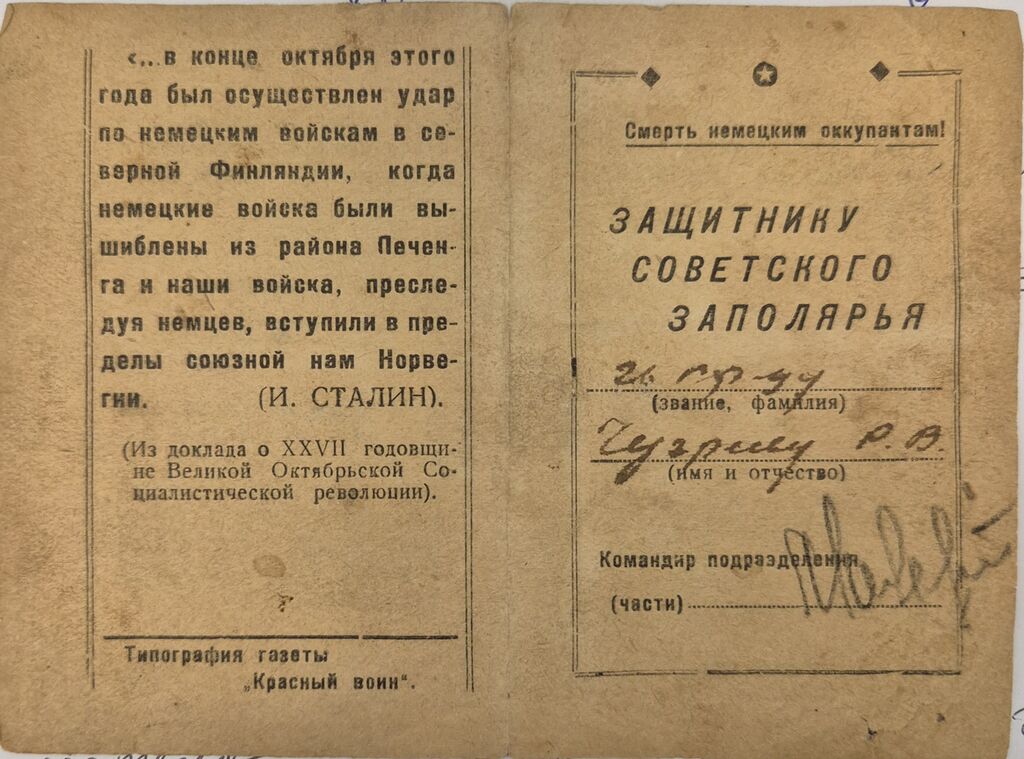 «...в конце октября этого
года был осуществлен удар
по немецким войскам в се-
верной Финляндии, когда
немецкие войска были вы-
шиблены из района Печен-
га и наши войска, пресле-
дуя немцев, вступили в пре-
делы союзной нам Норве-
гии. (И. СТАЛИН).
(Из доклада о XXVII годовщи-
не Великой Октябрьской Со-
циалистической революции).
Типография газеты
„Красный воин“.
Смерть немецким оккупантам!
ЗАЩИТНИКУ
СОВЕТСКОГО
ЗАПОЛЯРЬЯ
(звание, фамилия)
Р. В.
(имя и отчество)
Командир подразделения
(части)